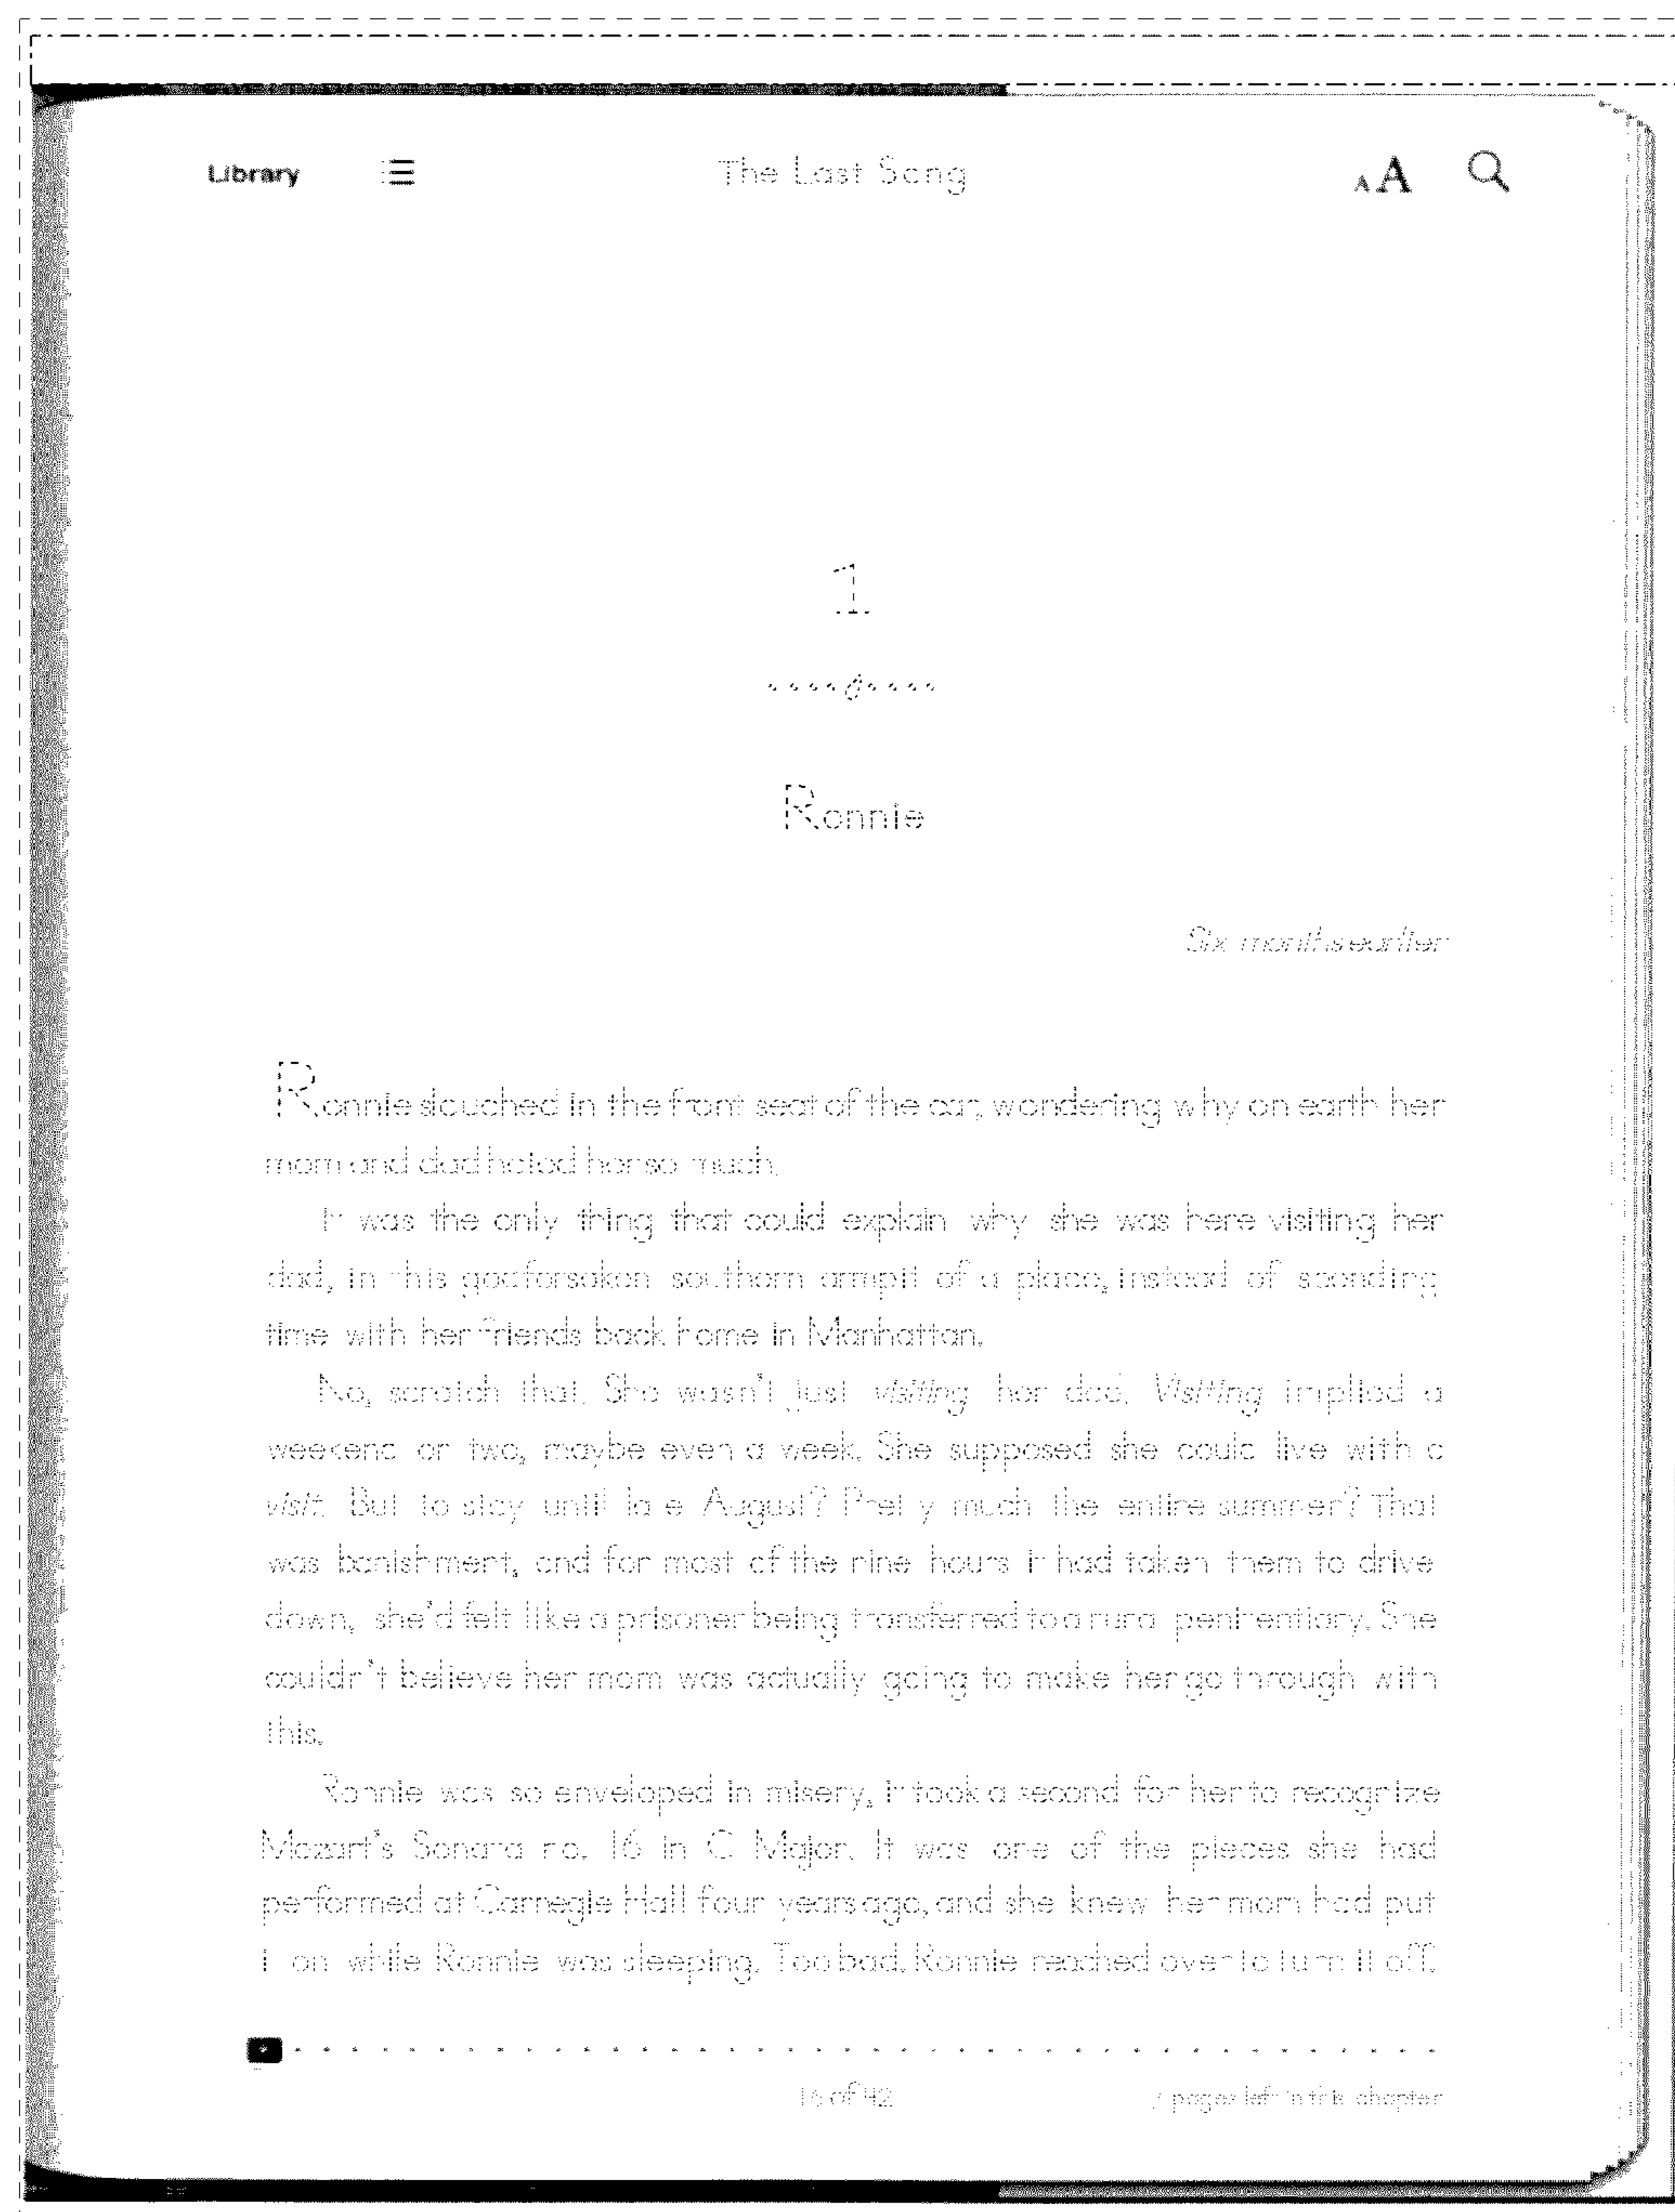 Library The Last Song AA
1
Ronnie
Six months earlier
Ronnie slouched in the front seat of the car, wondering why on earth her
mom and dad hated her so much.
It was the only thing that could explain why she was here visiting her
dad, in this godforsaken southern armpit of a place, instead of spending
time with her friends back home in Manhattan.
No, scratch that. She wasn't just visiting her dad. Visiting implied a
weekend or two, maybe even a week. She supposed she could live with a
visit. But to stay until late August? Pretty much the entire summer? That
was banishment, and for most of the nine hours it had taken them to drive
down, she'd felt like a prisoner being transferred to a rural penitentiary. She
couldn't believe her mom was actually going to make her go through with
this.
Ronnie was so enveloped in misery, it took a second for her to recognize
Mozart's Sonata no. 16 in C Major. It was one of the pieces she had
performed at Carnegie Hall four years ago, and she knew her mom had put
it on while Ronnie was sleeping. Too bad. Ronnie reached over to turn it off.
16 of 42 pages left in this chapter